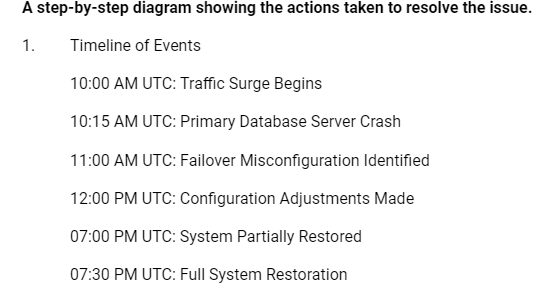 A step-by-step diagram showing the actions taken to resolve the issue.
1. Timeline of Events
10:00 AM UTC: Traffic Surge Begins
10:15 AM UTC: Primary Database Server Crash
11:00 AM UTC: Failover Misconfiguration Identified
12:00 PM UTC: Configuration Adjustments Made
07:00 PM UTC: System Partially Restored
07:30 PM UTC: Full System Restoration